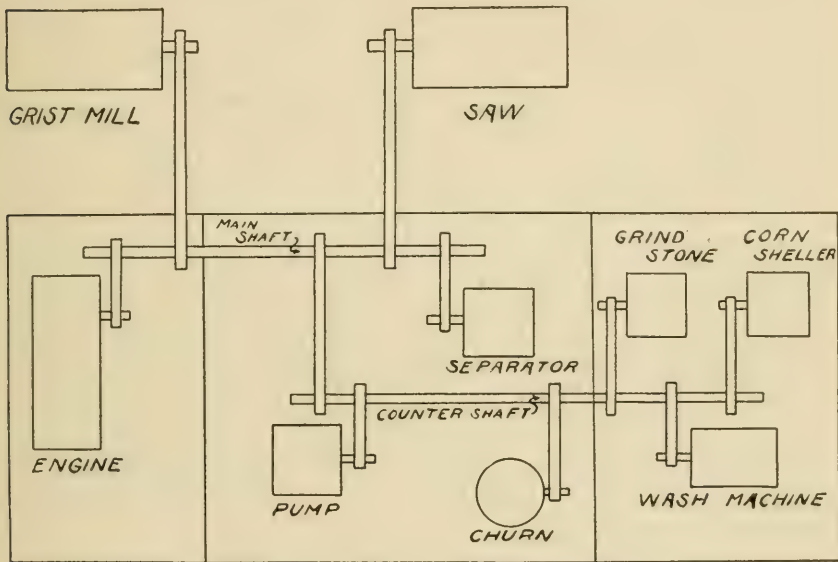 GRIST MILL
SAW
MAIN
SHAFT
GRIND
STONE
CORN
SHELLER
SEPARATOR
COUNTER SHAFT
ENGINE
PUMP
CHURN
WASH MACHINE